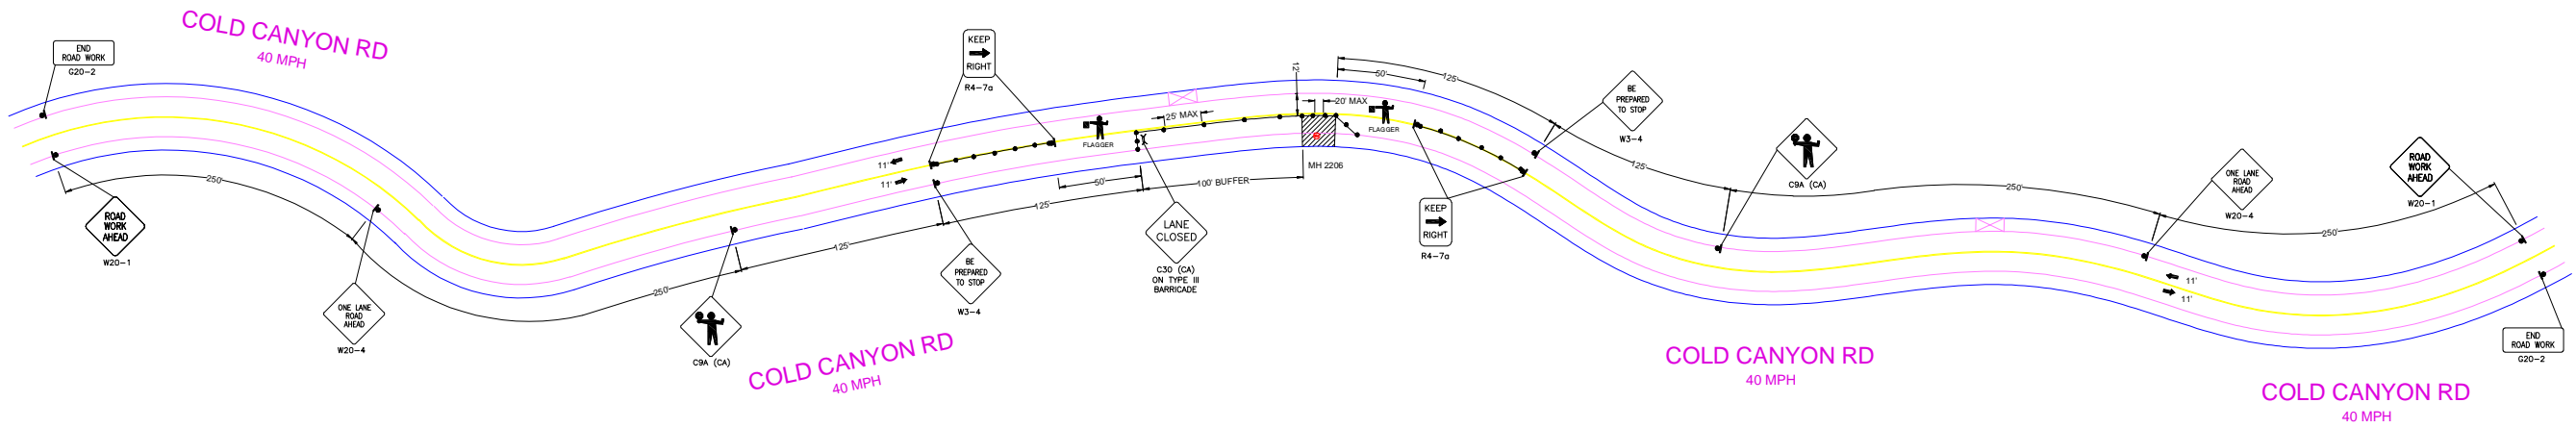 COLD CANYON RD
40 MPH
END
ROAD WORK
G20-2
250'
ROAD
WORK
AHEAD
W20-1
ONE LANE
ROAD
AHEAD
W20-4
250'
C9A (CA)
125'
COLD CANYON RD
40 MPH
KEEP
RIGHT
R4-7a
11'
11'
BE
PREPARED
TO STOP
W3-4
FLAGGER
25' MAX
50'
125'
100' BUFFER
LANE
CLOSED
C30 (CA)
ON TYPE III
BARRICADE
12'
20' MAX
MH 2206
50'
125'
FLAGGER
KEEP
RIGHT
R4-7a
BE
PREPARED
TO STOP
W3-4
125'
C9A (CA)
250'
COLD CANYON RD
40 MPH
ONE LANE
ROAD
AHEAD
W20-4
11'
11'
250'
ROAD
WORK
AHEAD
W20-1
END
ROAD WORK
G20-2
COLD CANYON RD
40 MPH